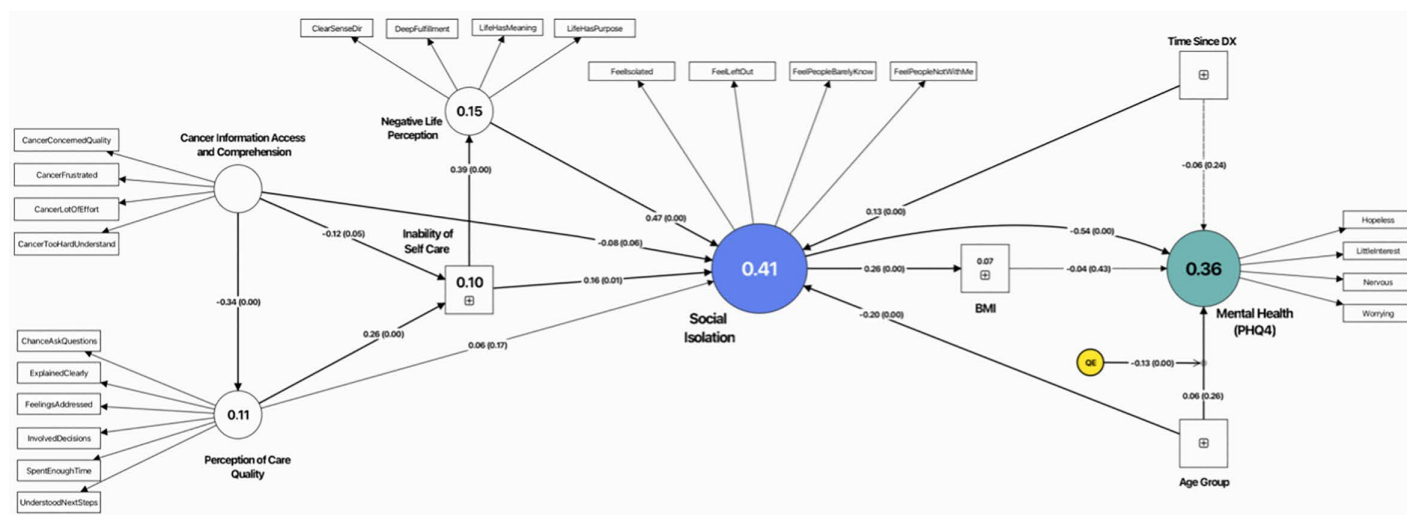 ClearSenseDir
DeepFulfillment
LifeHasMeaning
LifeHasPurpose
0.15
Negative Life
Perception
FeelIsolated
FeelLeftOut
FeelPeopleBarelyKnow
FeelPeopleNotWithMe
Time Since DX
Cancer Information Access
and Comprehension
CancerConcernedQuality
CancerFrustrated
CancerLotOfEffort
CancerTooHardUnderstand
0.39 (0.00)
-0.06 (0.24)
0.47 (0.00)
0.13 (0.00)
-0.12 (0.05)
Inability of
Self Care
-0.08 (0.06)
-0.54 (0.00)
0.10
0.16 (0.01)
0.41
0.26 (0.00)
0.07
BMI
-0.04 (0.43)
0.36
Hopeless
LittleInterest
Nervous
Worrying
-0.34 (0.00)
0.26 (0.00)
0.06 (0.17)
Social
Isolation
-0.20 (0.00)
Mental Health
(PHQ4)
QE
-0.13 (0.00)
0.06 (0.26)
ChanceAskQuestions
ExplainedClearly
FeelingsAddressed
InvolvedDecisions
SpentEnoughTime
UnderstoodNextSteps
0.11
Perception of Care
Quality
Age Group